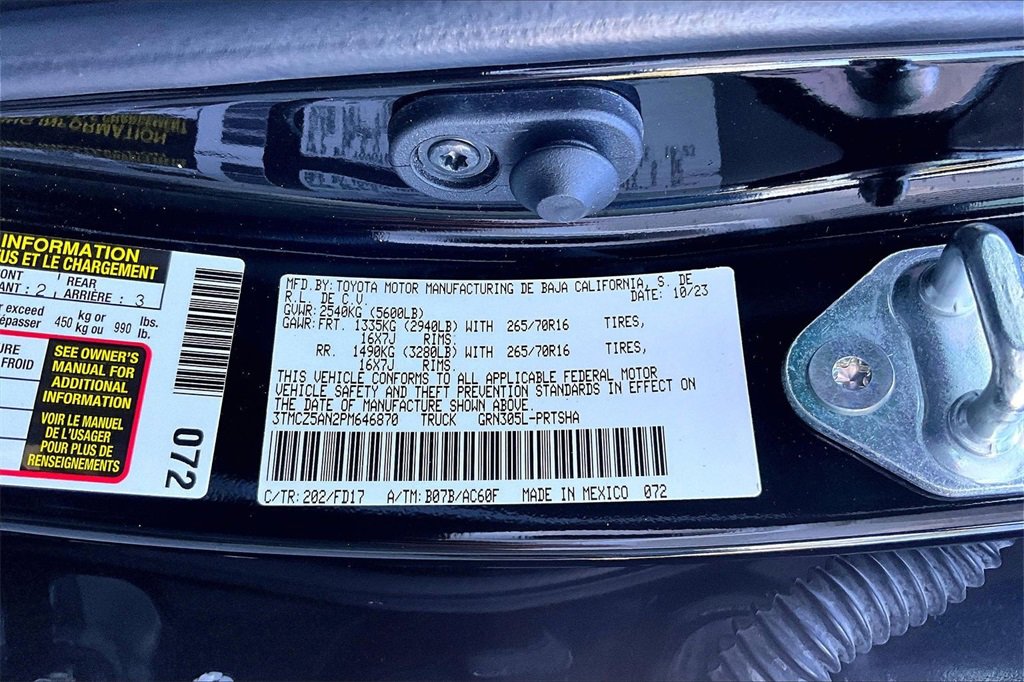 INFORMATION
US ET LE CHARGEMENT
ANT: 2 REAR
ARRIÈRE: 3
r exceed 450 kg or 990 lbs.
épasser 450 kg ou 990 lb.
FROID
SEE OWNER'S
MANUAL FOR
ADDITIONAL
INFORMATION
VOIR LE MANUEL
DE L'USAGER
POUR PLUS DE
RENSEIGNEMENTS
072
MFD.BY: TOYOTA MOTOR MANUFACTURING DE BAJA CALIFORNIA, S. DE
R.L. DE C.V. DATE: 10/23
GVWR: 2540KG (5600LB)
GAWR: FRT. 1335KG (2940LB) WITH 265/70R16 TIRES,
16X7J RIMS.
RR. 1490KG (3280LB) WITH 265/70R16 TIRES,
16X7J RIMS.
THIS VEHICLE CONFORMS TO ALL APPLICABLE FEDERAL MOTOR
VEHICLE SAFETY AND THEFT PREVENTION STANDARDS IN EFFECT ON
THE DATE OF MANUFACTURE SHOWN ABOVE.
3TMCZ5AN2PM646870 TRUCK GRN305L-PRTSHA
C/TR: 202/FD17 A/TM: B07B/AC60F MADE IN MEXICO 072